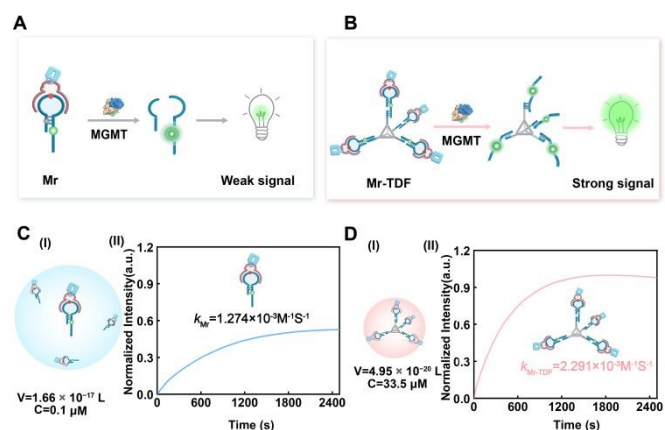 A
MGMT
Mr
Weak signal
B
MGMT
Mr-TDF
Strong signal
C
(I)
V=1.66 × 10⁻¹⁷ L
C=0.1 μM
(II)
Normalized Intensity(a.u.)
1.2
0.9
0.6
0.3
0.0
kMr=1.274×10⁻³M⁻¹S⁻¹
0 600 1200 1800 2400
Time (s)
D
(I)
V=4.95 × 10⁻²⁰ L
C=33.5 μM
(II)
Normalized Intensity(a.u.)
1.2
0.9
0.6
0.3
0.0
kMr-TDF=2.291×10⁻³M⁻¹S⁻¹
0 600 1200 1800 2400
Time (s)